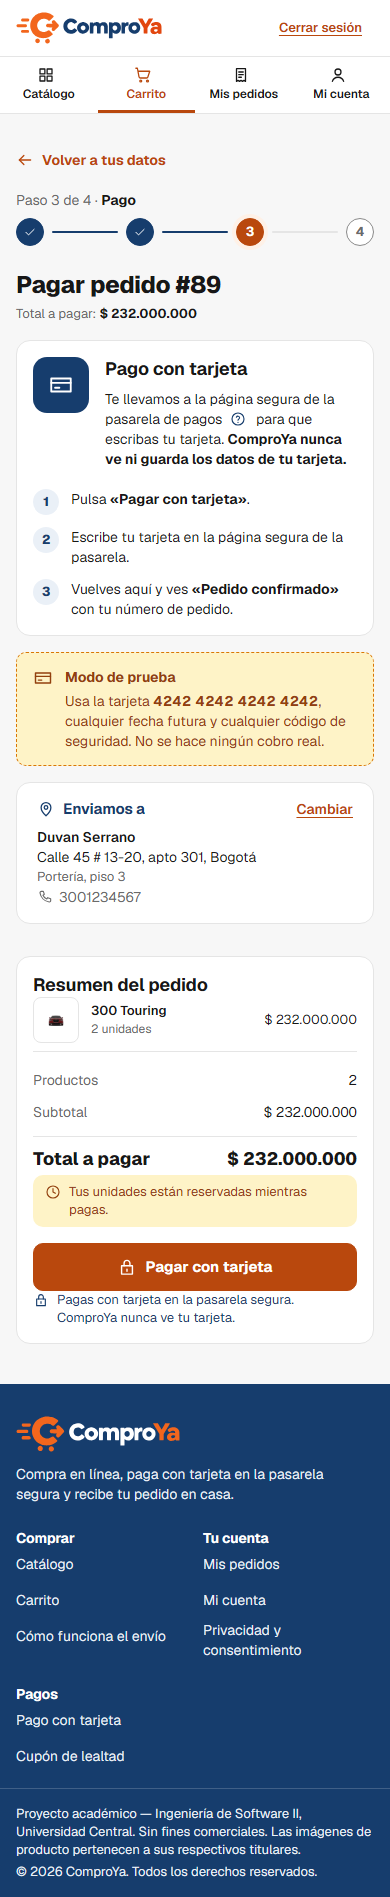 ComproYa
Cerrar sesión
Catálogo
Carrito
Mis pedidos
Mi cuenta
Volver a tus datos
Paso 3 de 4 · Pago
3
4
Pagar pedido #89
Total a pagar: $ 232.000.000
Pago con tarjeta
Te llevamos a la página segura de la
pasarela de pagos ? para que
escribas tu tarjeta. ComproYa nunca
ve ni guarda los datos de tu tarjeta.
1 Pulsa «Pagar con tarjeta».
2 Escribe tu tarjeta en la página segura de la
pasarela.
3 Vuelves aquí y ves «Pedido confirmado»
con tu número de pedido.
Modo de prueba
Usa la tarjeta 4242 4242 4242 4242,
cualquier fecha futura y cualquier código de
seguridad. No se hace ningún cobro real.
Enviamos a
Cambiar
Duvan Serrano
Calle 45 # 13-20, apto 301, Bogotá
Portería, piso 3
3001234567
Resumen del pedido
300 Touring
2 unidades
$ 232.000.000
Productos 2
Subtotal $ 232.000.000
Total a pagar $ 232.000.000
Tus unidades están reservadas mientras
pagas.
Pagar con tarjeta
Pagas con tarjeta en la pasarela segura.
ComproYa nunca ve tu tarjeta.
ComproYa
Compra en línea, paga con tarjeta en la pasarela
segura y recibe tu pedido en casa.
Comprar
Catálogo
Carrito
Cómo funciona el envío
Tu cuenta
Mis pedidos
Mi cuenta
Privacidad y
consentimiento
Pagos
Pago con tarjeta
Cupón de lealtad
Proyecto académico — Ingeniería de Software II,
Universidad Central. Sin fines comerciales. Las imágenes de
producto pertenecen a sus respectivos titulares.
© 2026 ComproYa. Todos los derechos reservados.